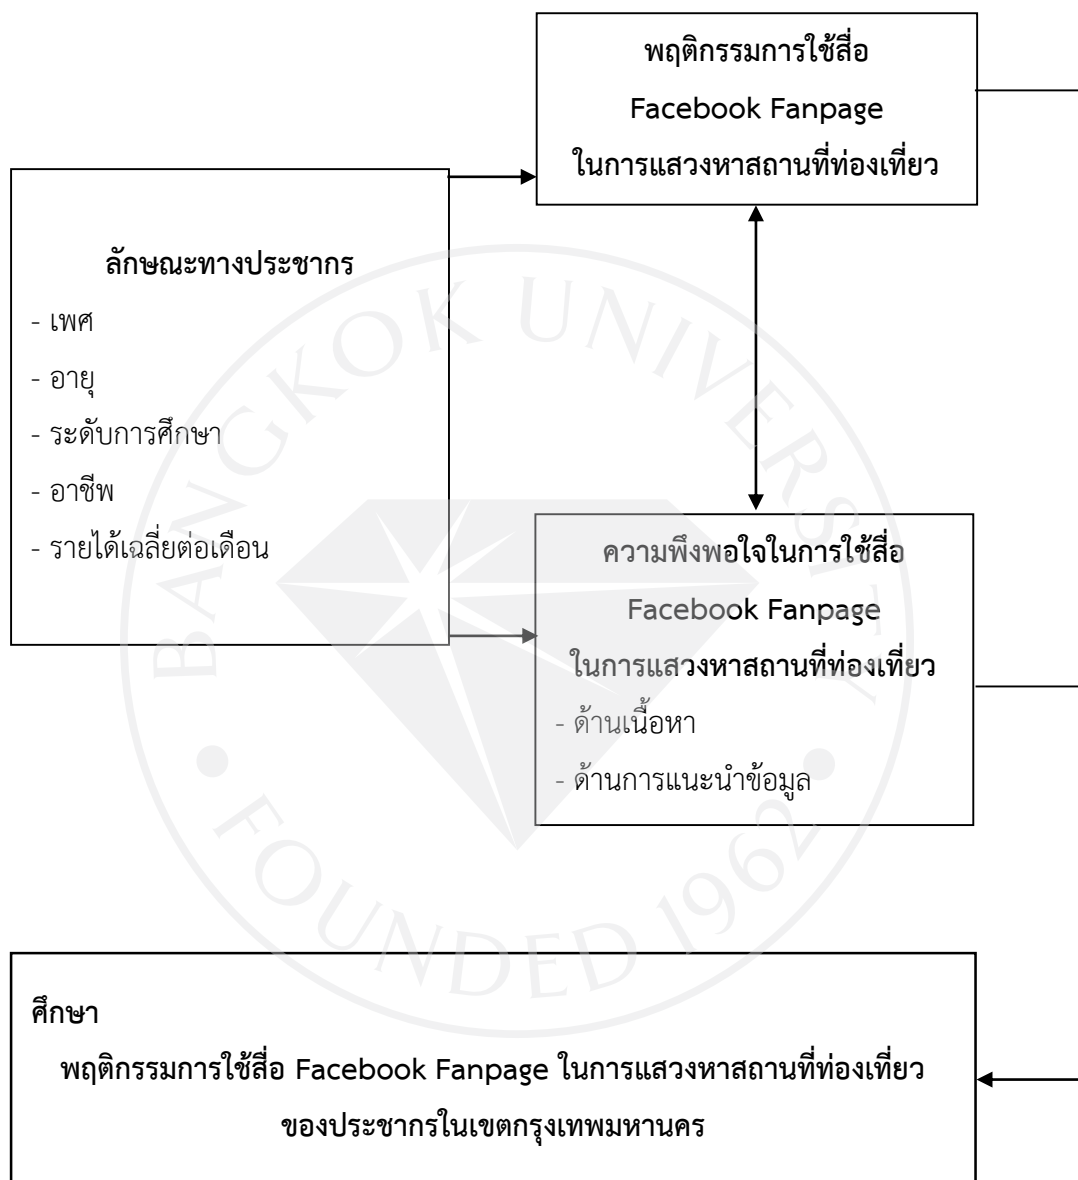 พฤติกรรมการใช้สื่อ
Facebook Fanpage
ในการแสวงหาสถานที่ท่องเที่ยว
ลักษณะทางประชากร
- เพศ
- อายุ
- ระดับการศึกษา
- อาชีพ
- รายได้เฉลี่ยต่อเดือน
ความพึงพอใจในการใช้สื่อ
Facebook Fanpage
ในการแสวงหาสถานที่ท่องเที่ยว
- ด้านเนื้อหา
- ด้านการแนะนำข้อมูล
ศึกษา
พฤติกรรมการใช้สื่อ Facebook Fanpage ในการแสวงหาสถานที่ท่องเที่ยว
ของประชากรในเขตกรุงเทพมหานคร
BANGKOK UNIVERSITY
FOUNDED 1962